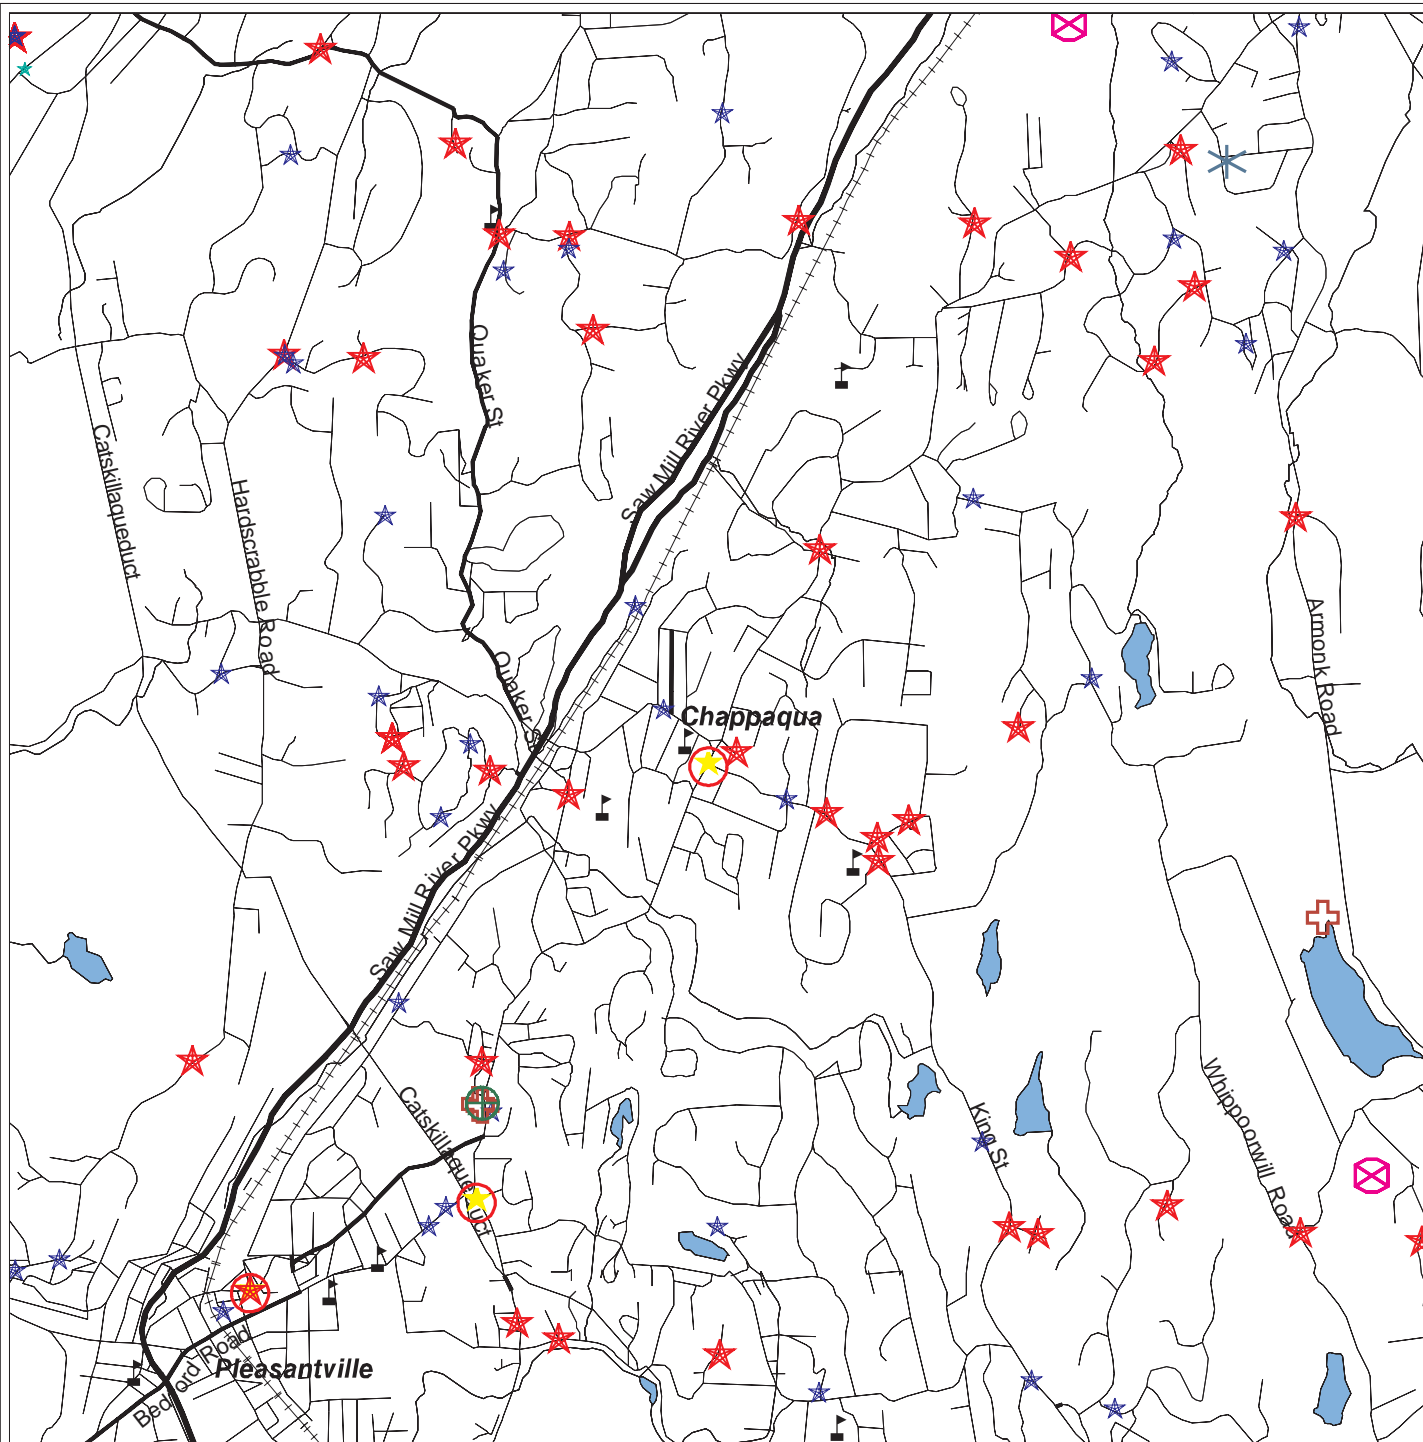 Quaker St
Saw Mill River Pkwy
Catskillaqueduct
Hardscrabble Road
Armonk Road
Quaker St
Chappaqua
Saw Mill River Pkwy
Catskillaqueduct
King St
Whippoorwill Road
Bedford Road
Pleasantville